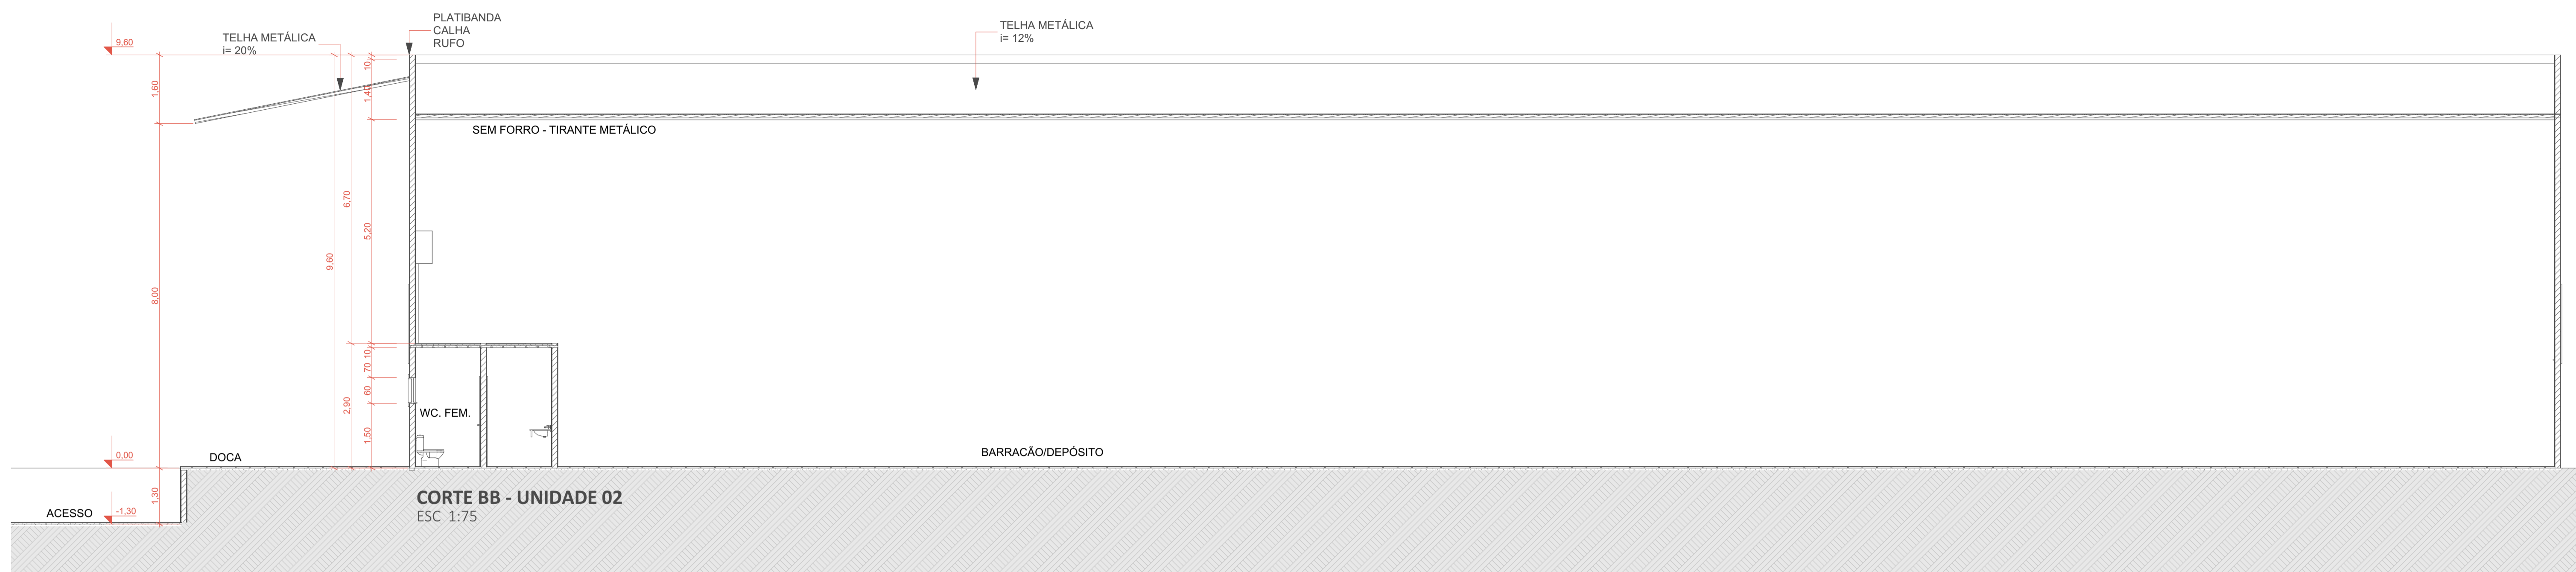 PLATIBANDA
CALHA
RUFO
TELHA METÁLICA
i= 20%
TELHA METÁLICA
i= 12%
9,60
1,60
10
1,40
SEM FORRO - TIRANTE METÁLICO
6,70
5,20
9,60
8,00
10
70
60
2,90
1,50
WC. FEM.
DOCA
0,00
BARRACÃO/DEPÓSITO
1,30
ACESSO
-1,30
CORTE BB - UNIDADE 02
ESC 1:75